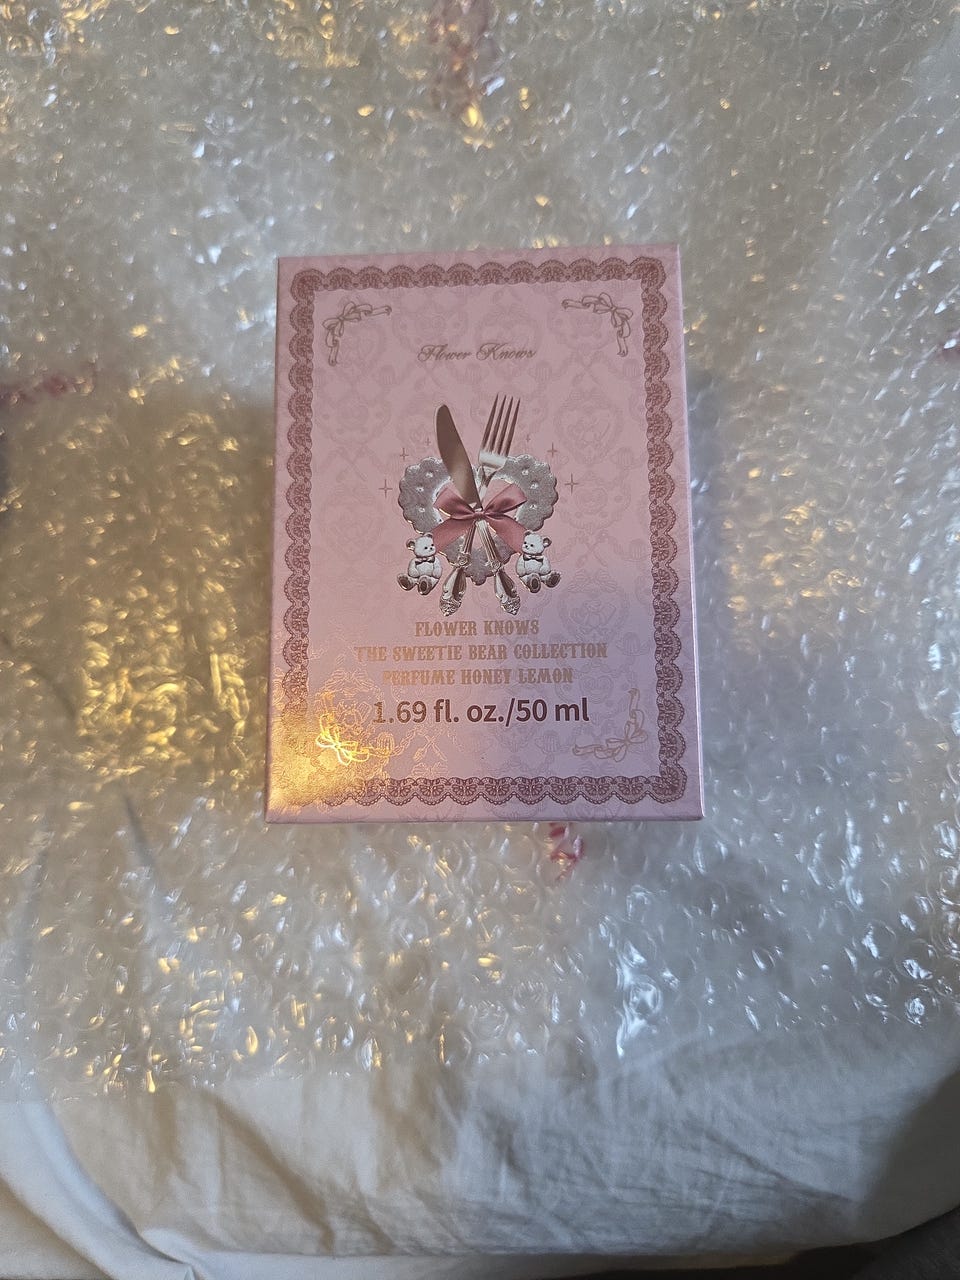 Flower Knows
FLOWER KNOWS
THE SWEETIE BEAR COLLECTION
PERFUME HONEY LEMON
1.69 fl. oz./50 ml